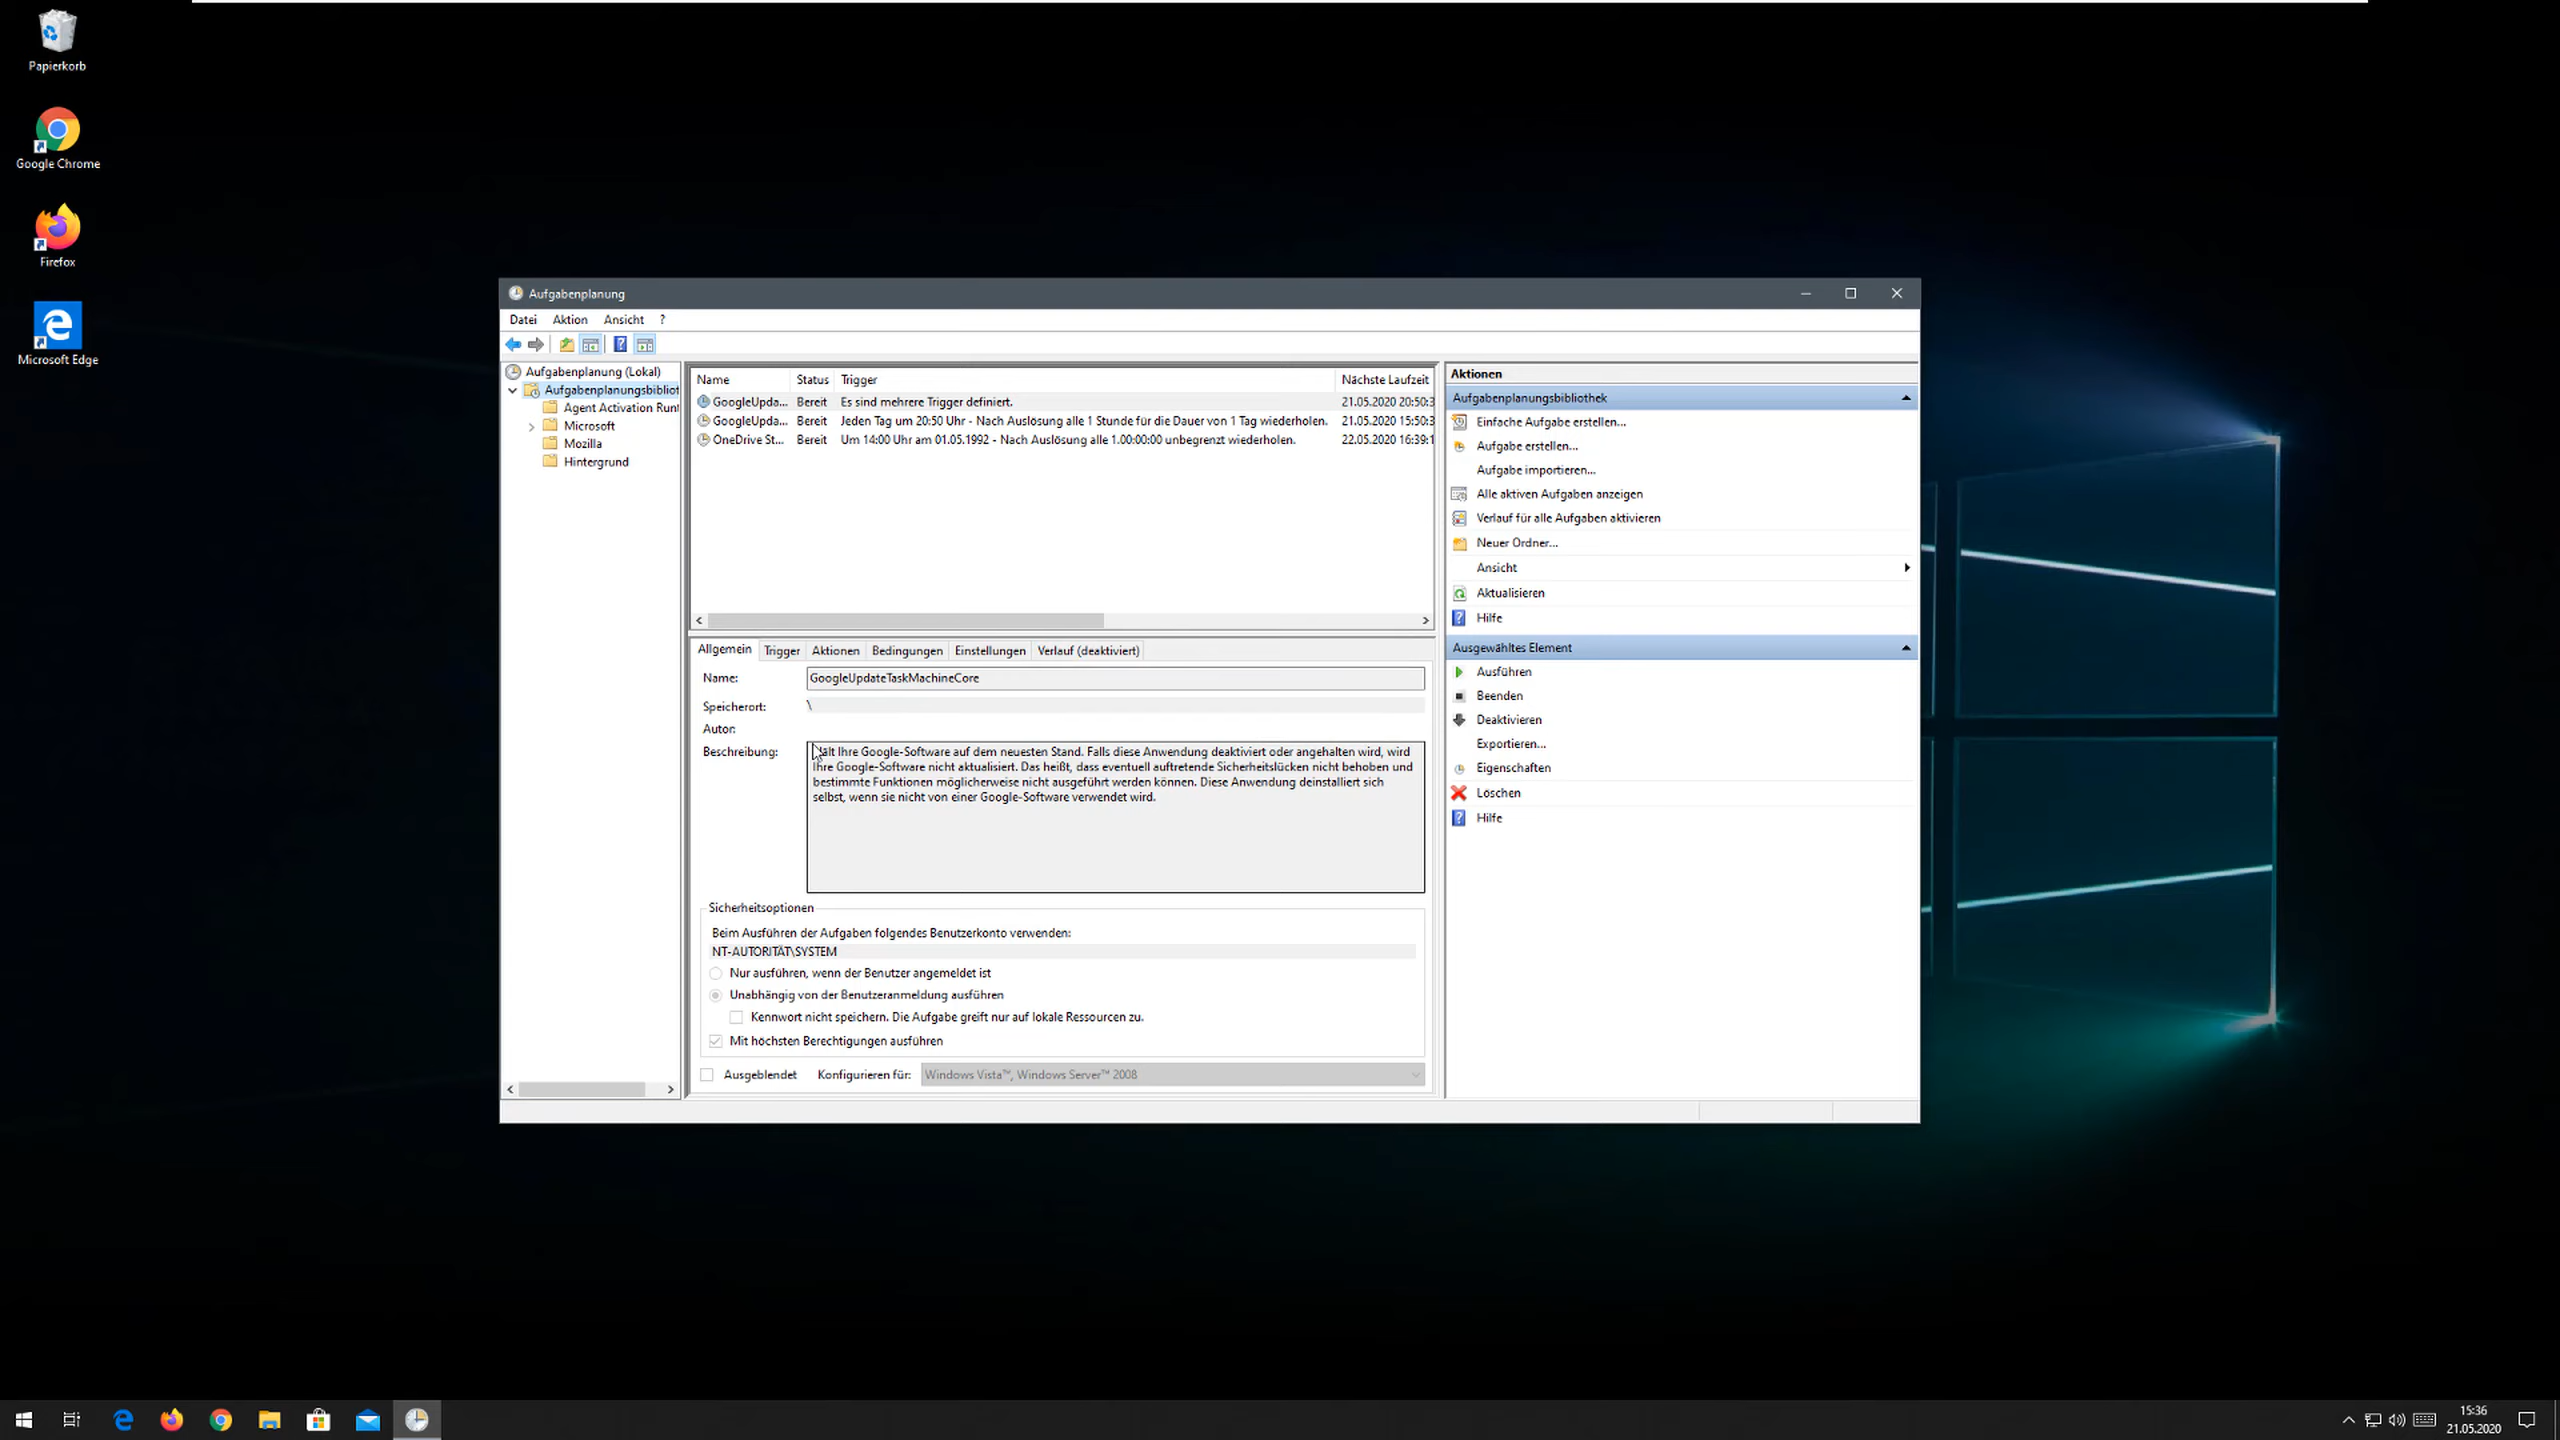 Papierkorb
Google Chrome
Firefox
Microsoft Edge
Aufgabenplanung
Datei Aktion Ansicht ?
Aufgabenplanung (Lokal)
Aufgabenplanungsbibliot
Agent Activation Runt
Microsoft
Mozilla
Hintergrund
Name Status Trigger Nächste Laufzeit
GoogleUpda... Bereit Es sind mehrere Trigger definiert. 21.05.2020 20:50:3
GoogleUpda... Bereit Jeden Tag um 20:50 Uhr - Nach Auslösung alle 1 Stunde für die Dauer von 1 Tag wiederholen. 21.05.2020 15:50:3
OneDrive St... Bereit Um 14:00 Uhr am 01.05.1992 - Nach Auslösung alle 1.00:00:00 unbegrenzt wiederholen. 22.05.2020 16:39:1
Allgemein Trigger Aktionen Bedingungen Einstellungen Verlauf (deaktiviert)
Name: GoogleUpdateTaskMachineCore
Speicherort: \
Autor:
Beschreibung: Hält Ihre Google-Software auf dem neuesten Stand. Falls diese Anwendung deaktiviert oder angehalten wird, wird
Ihre Google-Software nicht aktualisiert. Das heißt, dass eventuell auftretende Sicherheitslücken nicht behoben und
bestimmte Funktionen möglicherweise nicht ausgeführt werden können. Diese Anwendung deinstalliert sich
selbst, wenn sie nicht von einer Google-Software verwendet wird.
Sicherheitsoptionen
Beim Ausführen der Aufgaben folgendes Benutzerkonto verwenden:
NT-AUTORITÄT\SYSTEM
Nur ausführen, wenn der Benutzer angemeldet ist
Unabhängig von der Benutzeranmeldung ausführen
Kennwort nicht speichern. Die Aufgabe greift nur auf lokale Ressourcen zu.
Mit höchsten Berechtigungen ausführen
Ausgeblendet Konfigurieren für: Windows Vista™, Windows Server™ 2008
Aktionen
Aufgabenplanungsbibliothek
Einfache Aufgabe erstellen...
Aufgabe erstellen...
Aufgabe importieren...
Alle aktiven Aufgaben anzeigen
Verlauf für alle Aufgaben aktivieren
Neuer Ordner...
Ansicht
Aktualisieren
Hilfe
Ausgewähltes Element
Ausführen
Beenden
Deaktivieren
Exportieren...
Eigenschaften
Löschen
Hilfe
15:36
21.05.2020